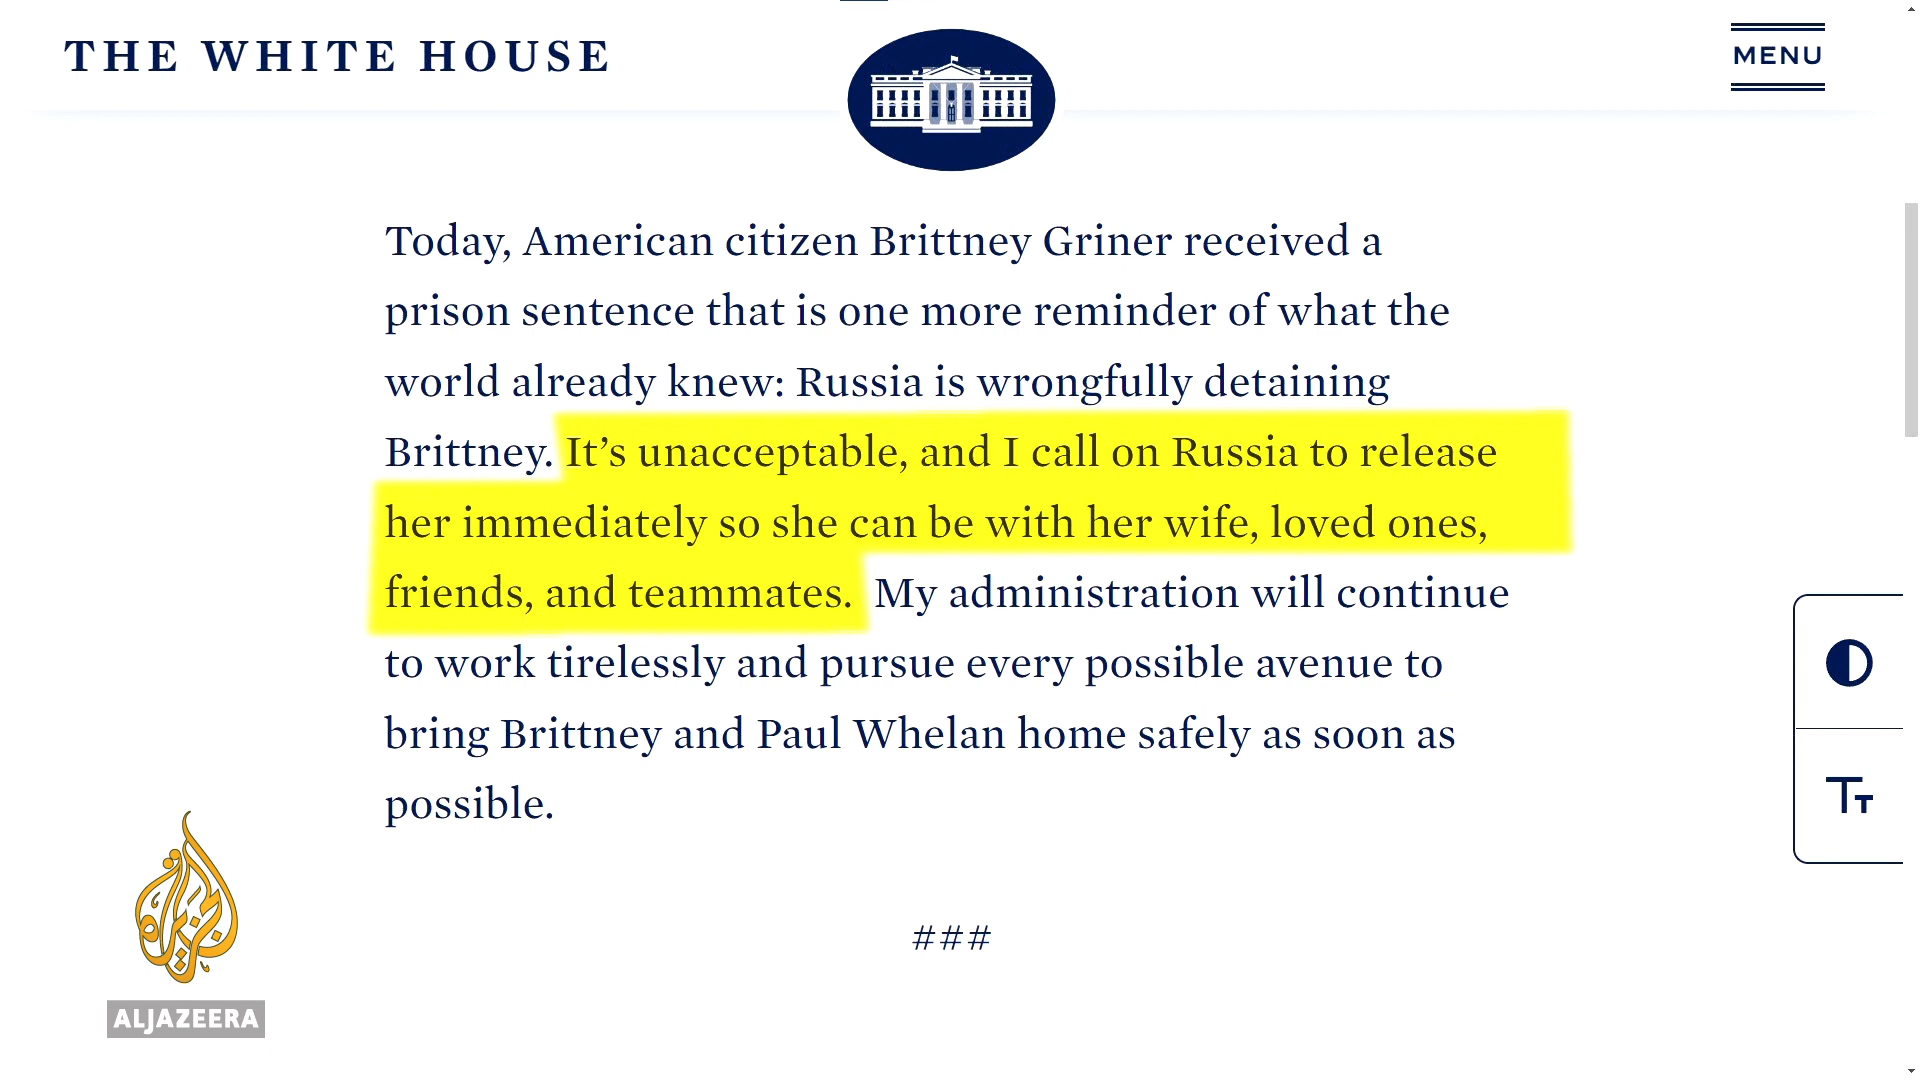 THE WHITE HOUSE
MENU
Today, American citizen Brittney Griner received a
prison sentence that is one more reminder of what the
world already knew: Russia is wrongfully detaining
Brittney. It’s unacceptable, and I call on Russia to release
her immediately so she can be with her wife, loved ones,
friends, and teammates. My administration will continue
to work tirelessly and pursue every possible avenue to
bring Brittney and Paul Whelan home safely as soon as
possible.
###
TT
الجزيرة
ALJAZEERA